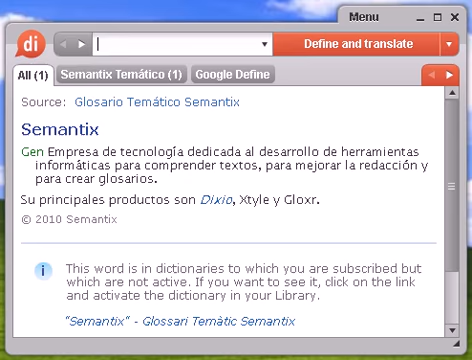 Menu
di
Define and translate
All (1)
Semantix Temático (1)
Google Define
Source: Glosario Temático Semantix
Semantix
Gen Empresa de tecnología dedicada al desarrollo de herramientas
informáticas para comprender textos, para mejorar la redacción y
para crear glosarios.
Su principales productos son Dixio, Xtyle y Gloxr.
© 2010 Semantix
i
This word is in dictionaries to which you are subscribed but
which are not active. If you want to see it, click on the link
and activate the dictionary in your Library.
"Semantix" - Glossari Temàtic Semantix